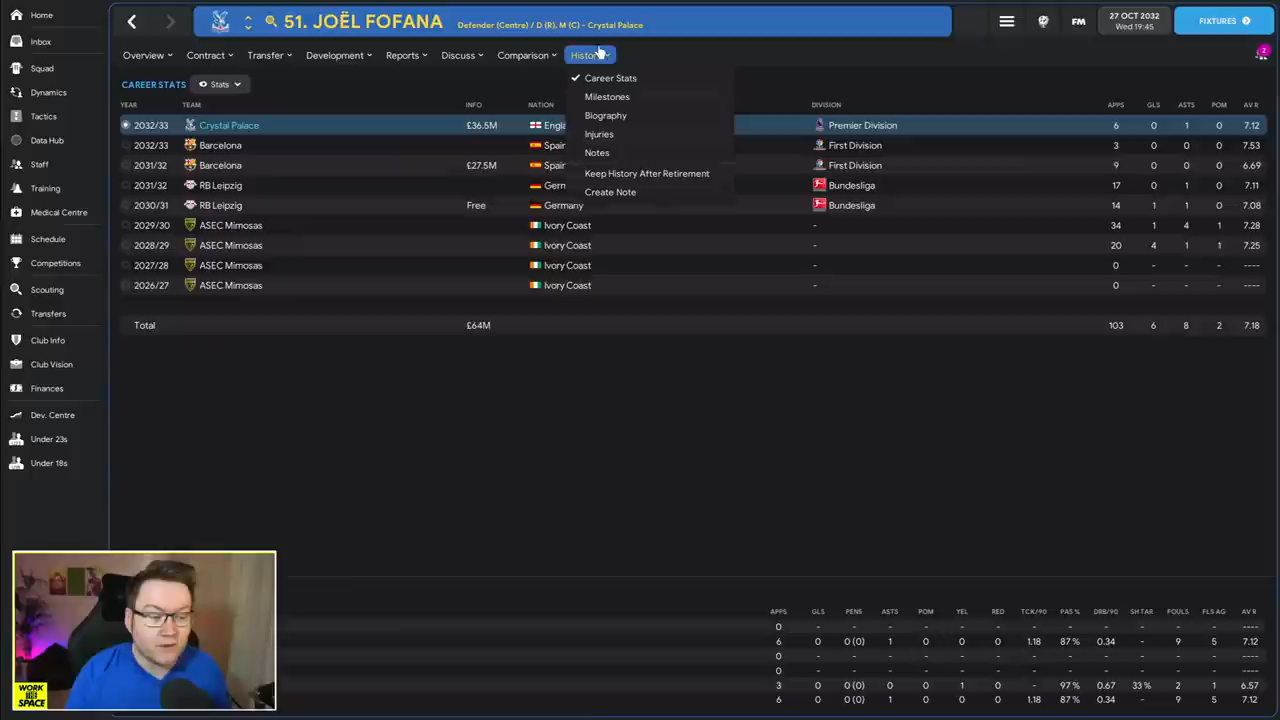 51. JOËL FOFANA Defender (Centre) / D (R), M (C) - Crystal Palace
FM
27 OCT 2032
Wed 19:45
FIXTURES
2
Home
Inbox
Squad
Dynamics
Tactics
Data Hub
Staff
Training
Medical Centre
Schedule
Competitions
Scouting
Transfers
Club Info
Club Vision
Finances
Dev. Centre
Under 23s
Under 18s
Overview Contract Transfer Development Reports Discuss Comparison
Career Stats
Milestones
Biography
Injuries
Notes
Keep History After Retirement
Create Note
CAREER STATS Stats
YEAR TEAM INFO NATION DIVISION APPS GLS ASTS POM AV R
2032/33 Crystal Palace £36.5M Engla Premier Division 6 0 1 0 7.12
2032/33 Barcelona Spain First Division 3 0 0 0 7.53
2031/32 Barcelona £27.5M Spain First Division 9 0 0 0 6.69
2031/32 RB Leipzig Germ Bundesliga 17 0 1 0 7.11
2030/31 RB Leipzig Free Germany Bundesliga 14 1 1 0 7.08
2029/30 ASEC Mimosas Ivory Coast - 34 1 4 1 7.28
2028/29 ASEC Mimosas Ivory Coast - 20 4 1 1 7.25
2027/28 ASEC Mimosas Ivory Coast - 0 - - - ----
2026/27 ASEC Mimosas Ivory Coast - 0 - - - ----
Total £64M 103 6 8 2 7.18
APPS GLS PENS ASTS POM YEL RED TCK/90 PAS % DRB/90 SH TAR FOULS FLS AG AV R
0 - - - - - - - - - - - - ----
6 0 0 (0) 1 0 0 0 1.18 87 % 0.34 - 9 5 7.12
0 - - - - - - - - - - - - ----
0 - - - - - - - - - - - - ----
3 0 0 (0) 0 0 1 0 - 97 % 0.67 33 % 2 1 6.57
6 0 0 (0) 1 0 0 0 1.18 87 % 0.34 - 9 5 7.12
WORK
THE
SPACE